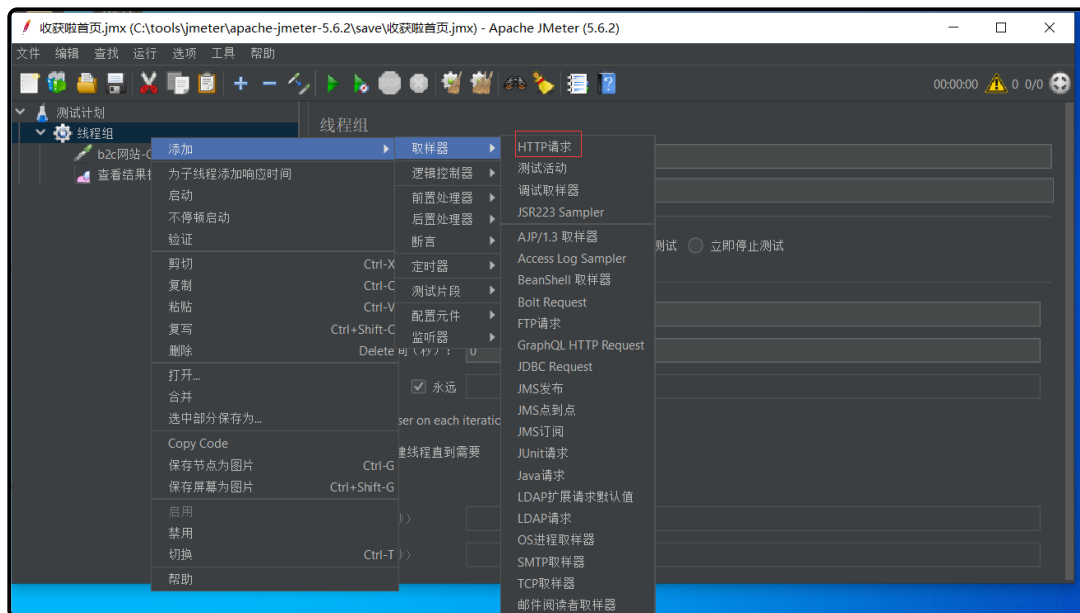 收获啦首页.jmx (C:\tools\jmeter\apache-jmeter-5.6.2\save\收获啦首页.jmx) - Apache JMeter (5.6.2)
文件 编辑 查找 运行 选项 工具 帮助
00:00:00 0 0/0
测试计划
线程组
b2c网站-
查看结果
线程组
添加
为子线程添加响应时间
启动
不停顿启动
验证
剪切 Ctrl-X
复制 Ctrl-C
粘贴 Ctrl-V
复写 Ctrl+Shift-C
删除 Delete
打开...
合并
选中部分保存为...
Copy Code
保存节点为图片 Ctrl-G
保存屏幕为图片 Ctrl+Shift-G
启用
禁用
切换 Ctrl-T
帮助
取样器
逻辑控制器
前置处理器
后置处理器
断言
定时器
测试片段
配置元件
监听器
HTTP请求
测试活动
调试取样器
JSR223 Sampler
AJP/1.3 取样器
Access Log Sampler
BeanShell 取样器
Bolt Request
FTP请求
GraphQL HTTP Request
JDBC Request
JMS发布
JMS点到点
JMS订阅
JUnit请求
Java请求
LDAP扩展请求默认值
LDAP请求
OS进程取样器
SMTP取样器
TCP取样器
邮件阅读者取样器
测试 立即停止测试
(秒)： 0
永远
ser on each iteratio
建线程直到需要